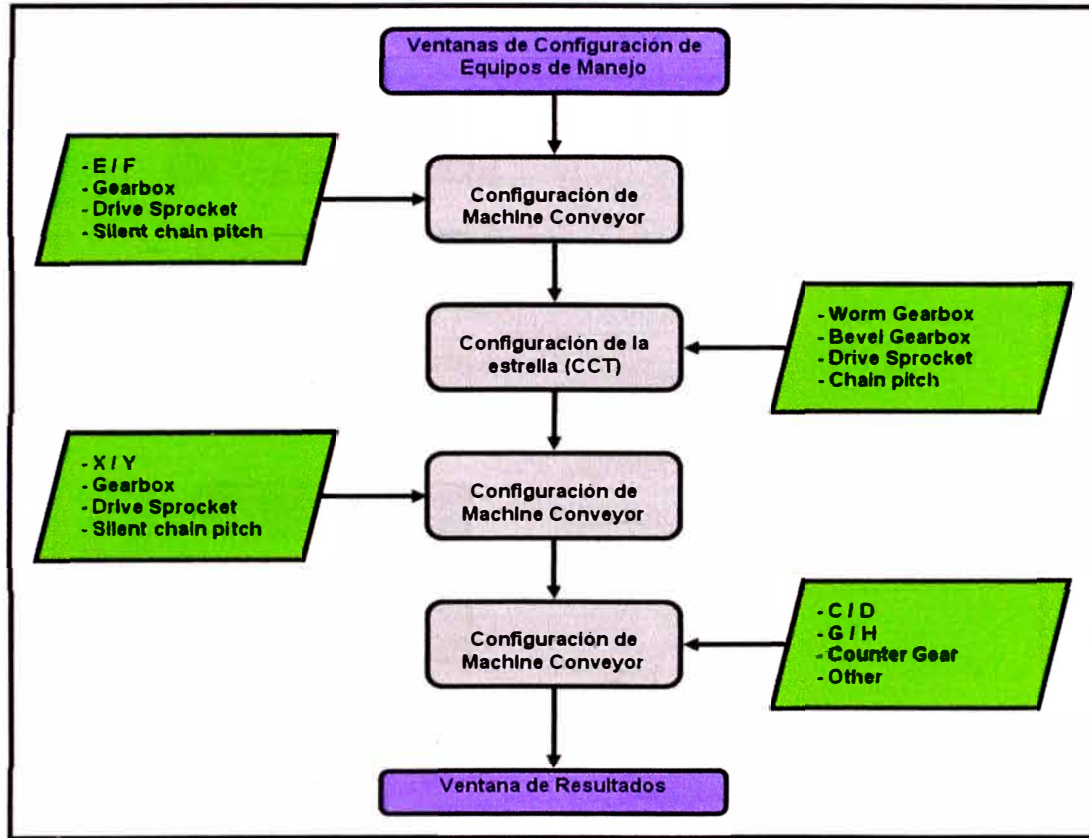 Ventanas de Configuración de
Equipos de Manejo
- E / F
- Gearbox
- Drive Sprocket
- Silent chain pitch
Configuración de
Machine Conveyor
Configuración de la
estrella (CCT)
- Worm Gearbox
- Bevel Gearbox
- Drive Sprocket
- Chain pitch
- X / Y
- Gearbox
- Drive Sprocket
- Silent chain pitch
Configuración de
Machine Conveyor
Configuración de
Machine Conveyor
- C / D
- G / H
- Counter Gear
- Other
Ventana de Resultados